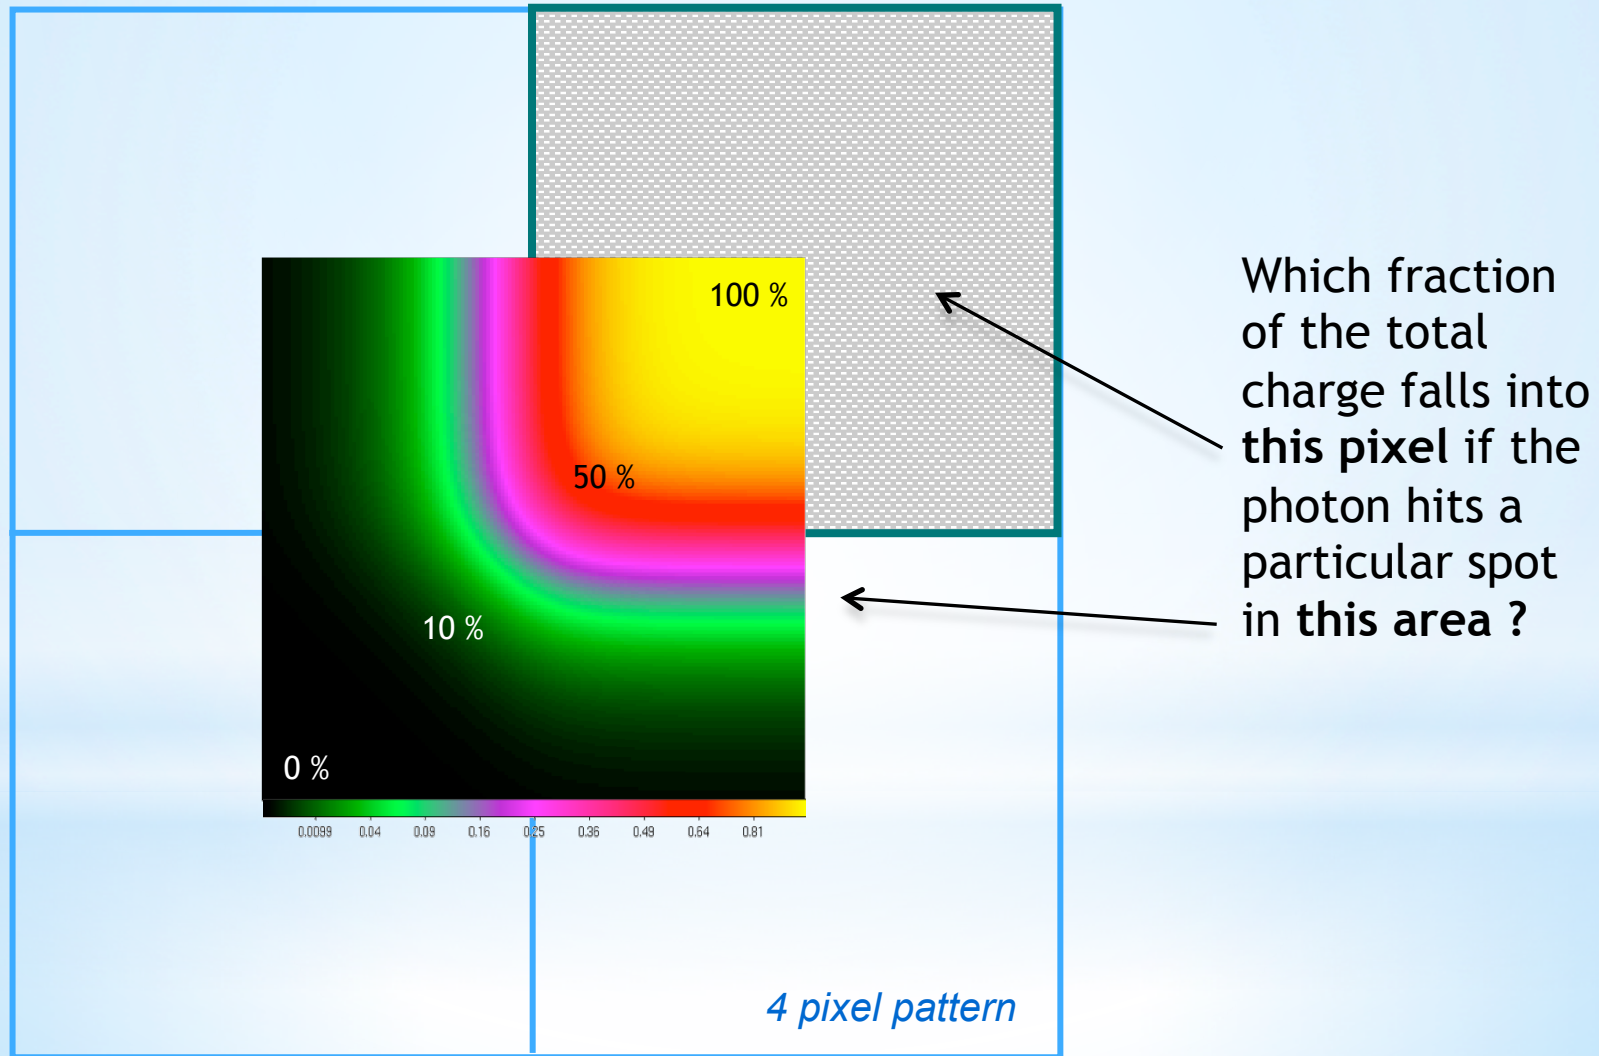 100 %
50 %
10 %
0 %
0.0099 0.04 0.09 0.16 0.25 0.36 0.49 0.64 0.81
Which fraction
of the total
charge falls into
this pixel if the
photon hits a
particular spot
in this area ?
4 pixel pattern